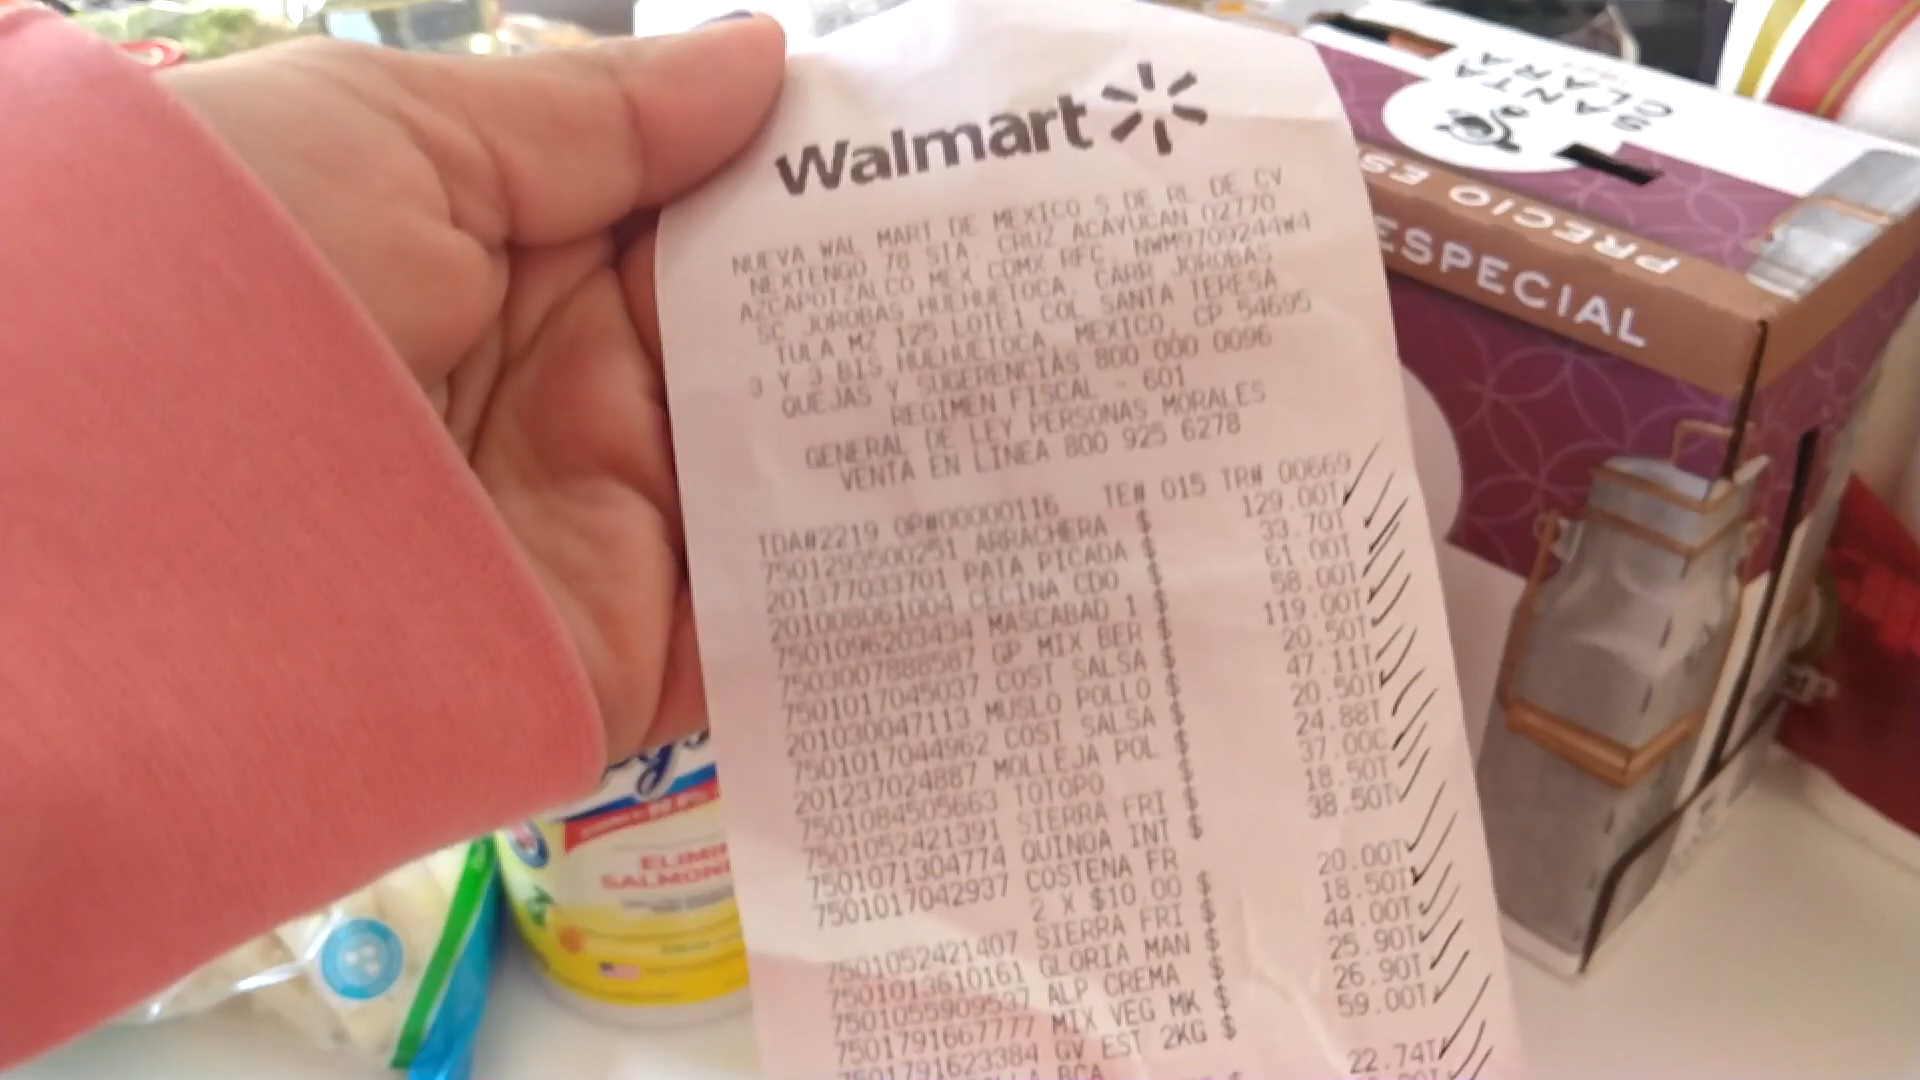 Walmart
NUEVA WAL MART DE MEXICO S DE RL DE CV
NEXTENGO 78 STA. CRUZ ACAYUCAN 02770
AZCAPOTZALCO MEX CDMX RFC. NWM9709244W4
SC JOROBAS HUEHUETOCA, CARR JOROBAS
TULA MZ 125 LOTE1 COL SANTA TERESA
3 Y 3 BIS HUEHUETOCA, MEXICO, CP 54695
QUEJAS Y SUGERENCIAS 800 000 0096
REGIMEN FISCAL - 601
GENERAL DE LEY PERSONAS MORALES
VENTA EN LINEA 800 925 6278
TDA#2219 OP#00000116 TE# 015 TR# 00669
7501293500251 ARRACHERA $ 129.00T
201377033701 PATA PICADA $ 33.70T
201008061004 CECINA CDO $ 61.00T
7501096203434 MASCABAD 1 $ 58.00T
7503007888587 GP MIX BER $ 119.00T
7501017045037 COST SALSA $ 20.50T
201030047113 MUSLO POLLO $ 47.11T
7501017044962 COST SALSA $ 20.50T
201237024887 MOLLEJA POL $ 24.88T
7501084505663 TOTOPO $ 37.00C
7501052421391 SIERRA FRI $ 18.50T
7501071304774 QUINOA INT $ 38.50T
7501017042937 COSTENA FR
2 X $10.00 $ 20.00T
7501052421407 SIERRA FRI $ 18.50T
7501013610161 GLORIA MAN $ 44.00T
7501055909537 ALP CREMA $ 25.90T
7501791667777 MIX VEG MK $ 26.90T
7501791623384 GV EST 2KG $ 59.00T
BCA 22.74T
SANTA
CLARA
PRECIO ES
ESPECIAL
ELIMI
SALMON